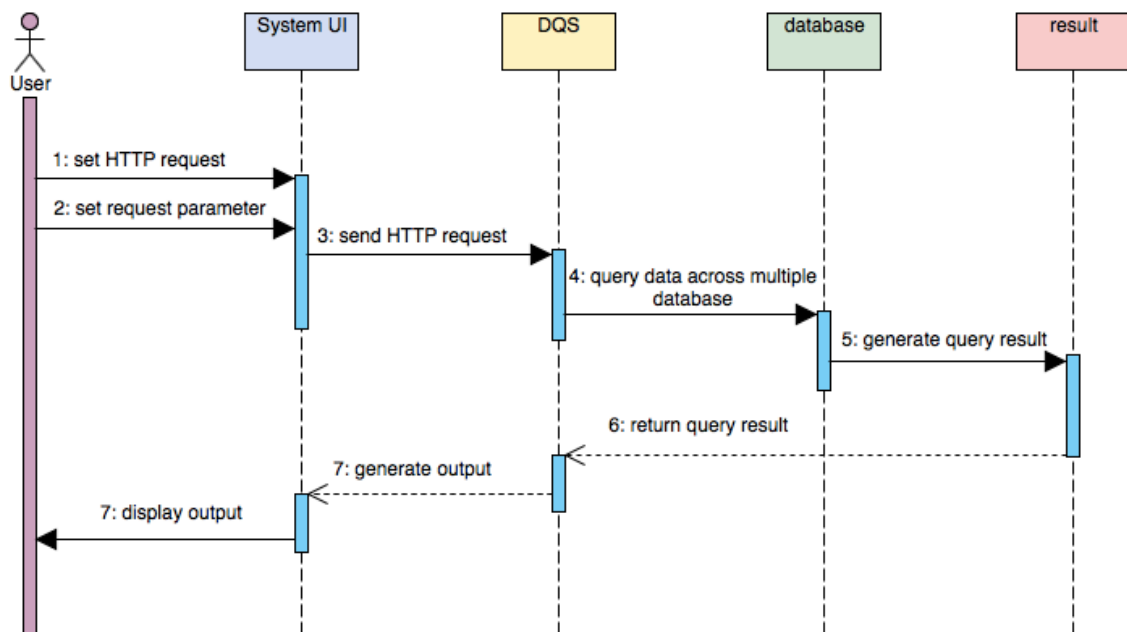 System UI
DQS
database
result
User
1: set HTTP request
2: set request parameter
3: send HTTP request
4: query data across multiple
database
5: generate query result
6: return query result
7: generate output
7: display output